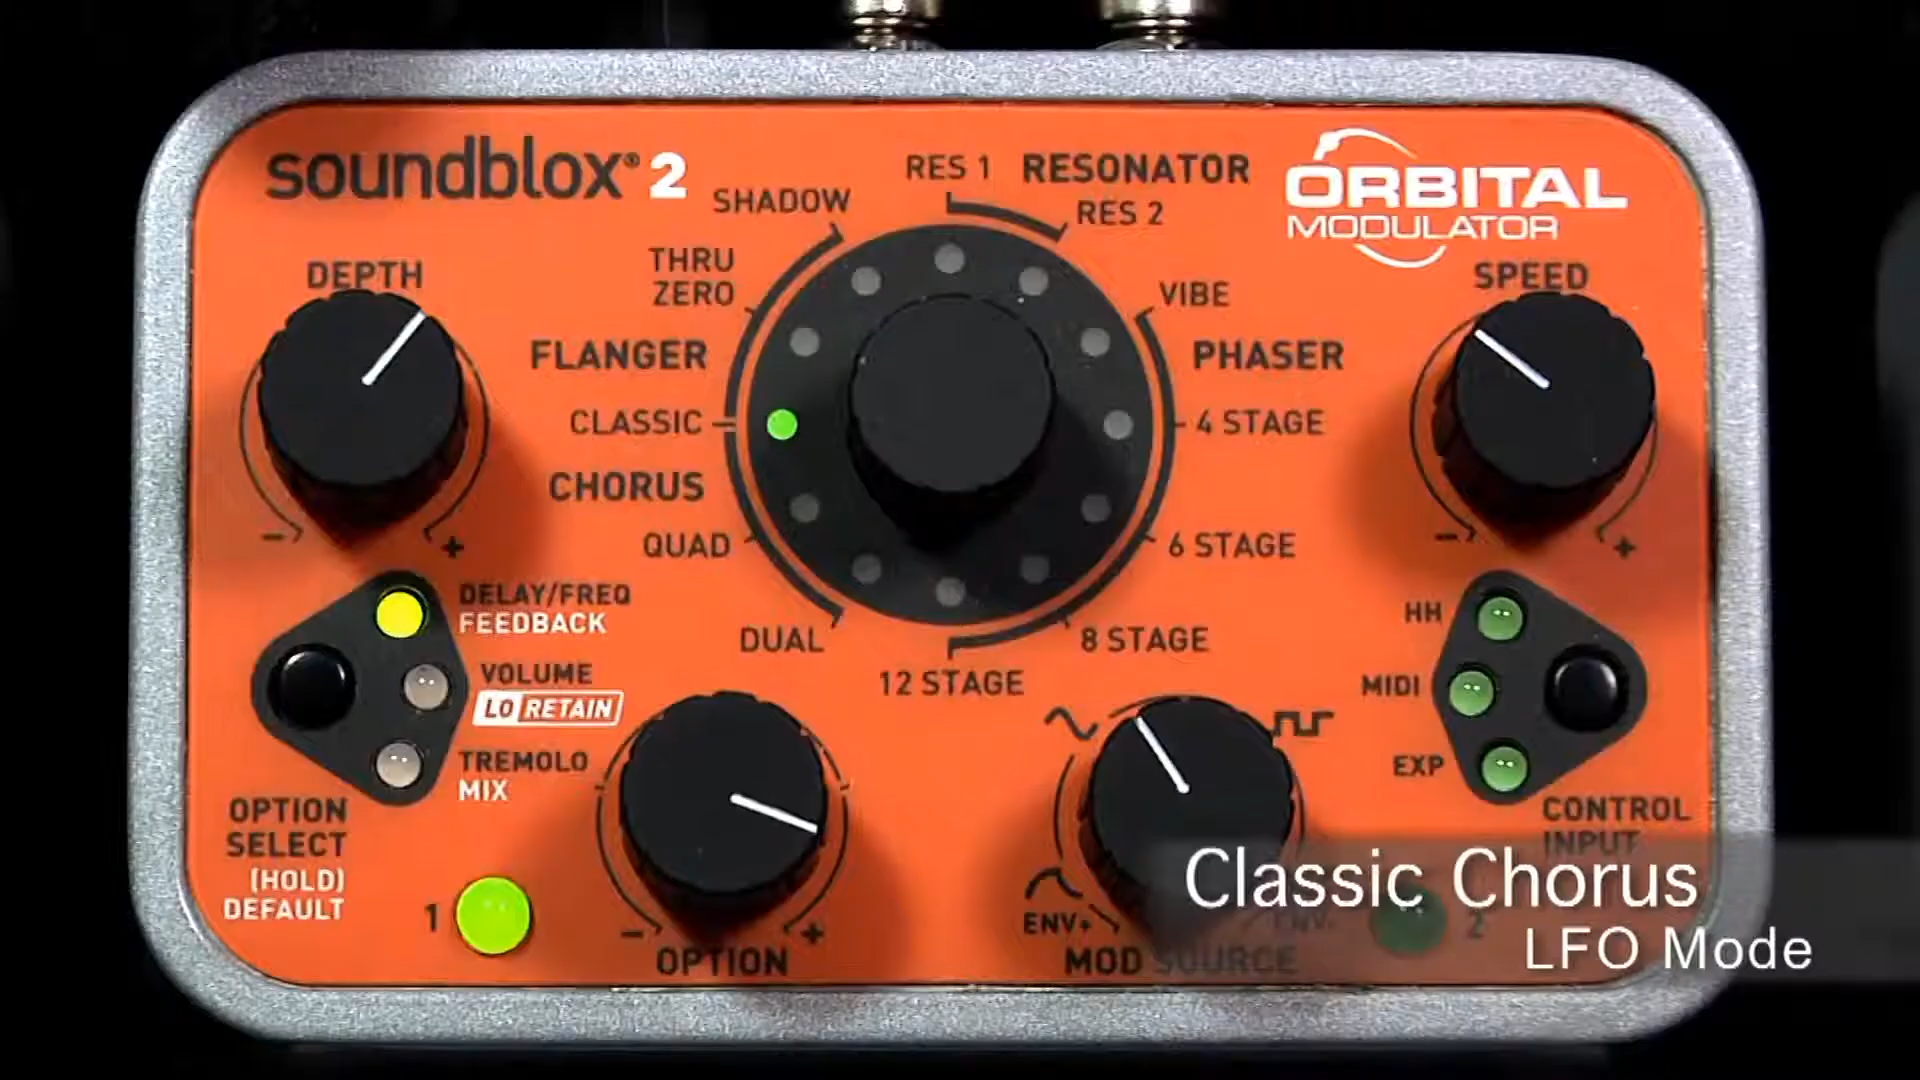 soundblox® 2
ORBITAL
MODULATOR
RES 1
RESONATOR
RES 2
SHADOW
THRU
ZERO
FLANGER
CLASSIC
CHORUS
QUAD
DUAL
12 STAGE
8 STAGE
6 STAGE
4 STAGE
PHASER
VIBE
DEPTH
- +
SPEED
- +
DELAY/FREQ
FEEDBACK
VOLUME
LO RETAIN
TREMOLO
MIX
OPTION
SELECT
(HOLD)
DEFAULT
1
- +
OPTION
HH
MIDI
EXP
CONTROL
INPUT
ENV+
ENV-
MOD SOURCE
2
Classic Chorus
LFO Mode